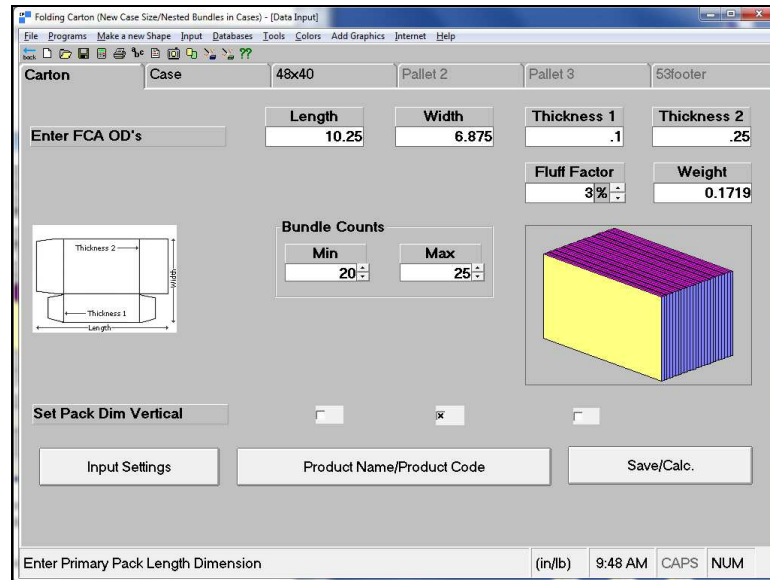 Folding Carton (New Case Size/Nested Bundles in Cases) - [Data Input]
File Programs Make a new Shape Input Databases Tools Colors Add Graphics Internet Help
back ??
Carton Case 48x40 Pallet 2 Pallet 3 53footer
Length Width Thickness 1 Thickness 2
Enter FCA OD's 10.25 6.875 .1 .25
Fluff Factor Weight
3 % 0.1719
Bundle Counts
Min Max
20 25
Thickness 2
Width
Thickness 1
Length
Set Pack Dim Vertical
Input Settings Product Name/Product Code Save/Calc.
Enter Primary Pack Length Dimension (in/lb) 9:48 AM CAPS NUM